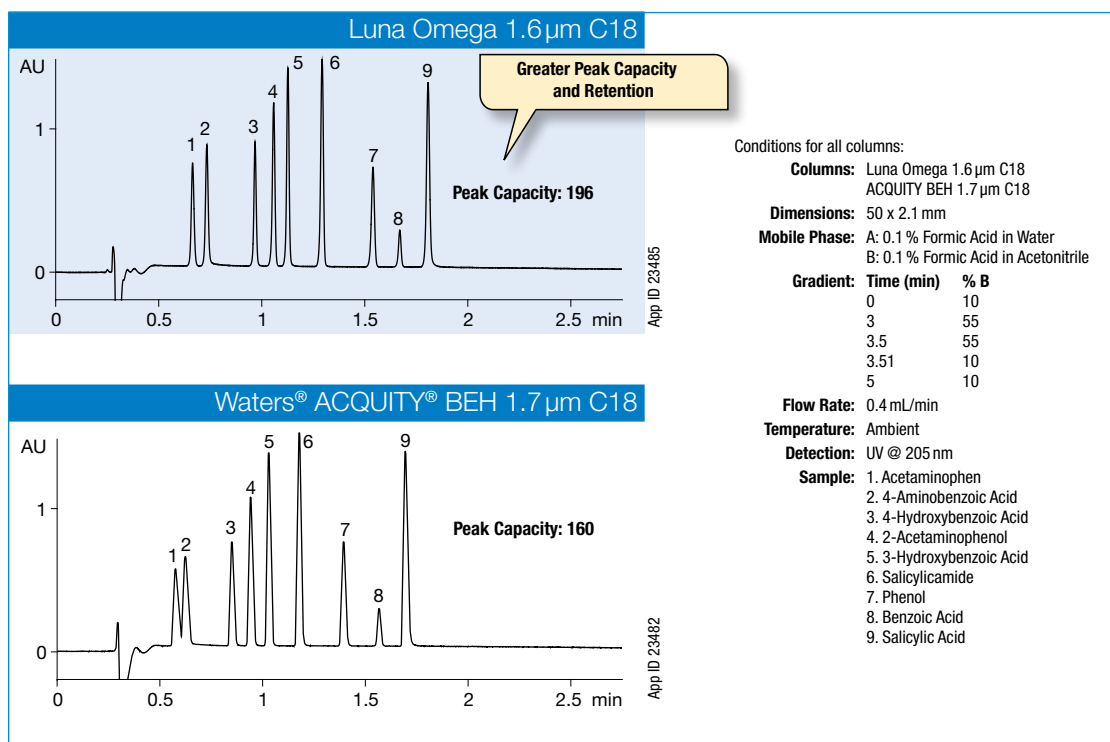 Luna Omega 1.6 µm C18
AU
1
0
1
2
3
4
5
6
7
8
9
Greater Peak Capacity
and Retention
Peak Capacity: 196
0
0.5
1
1.5
2
2.5
min
App ID 23485
Waters® ACQUITY® BEH 1.7 µm C18
AU
1
0
1
2
3
4
5
6
7
8
9
Peak Capacity: 160
0
0.5
1
1.5
2
2.5
min
App ID 23482
Conditions for all columns:
Columns: Luna Omega 1.6 µm C18
ACQUITY BEH 1.7 µm C18
Dimensions: 50 x 2.1 mm
Mobile Phase: A: 0.1 % Formic Acid in Water
B: 0.1 % Formic Acid in Acetonitrile
Gradient: Time (min) % B
0 10
3 55
3.5 55
3.51 10
5 10
Flow Rate: 0.4 mL/min
Temperature: Ambient
Detection: UV @ 205 nm
Sample: 1. Acetaminophen
2. 4-Aminobenzoic Acid
3. 4-Hydroxybenzoic Acid
4. 2-Acetaminophenol
5. 3-Hydroxybenzoic Acid
6. Salicylicamide
7. Phenol
8. Benzoic Acid
9. Salicylic Acid